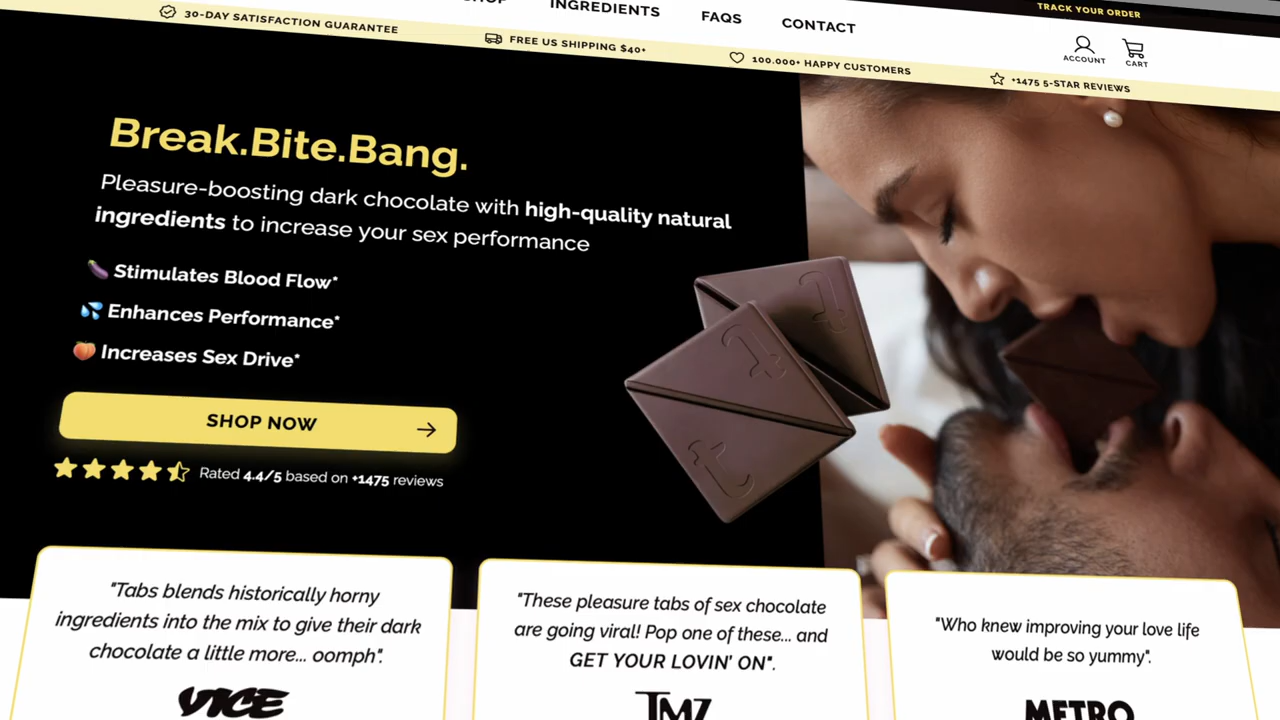 TRACK YOUR ORDER
SHOP INGREDIENTS FAQS CONTACT
ACCOUNT CART
30-DAY SATISFACTION GUARANTEE FREE US SHIPPING $40+ 100.000+ HAPPY CUSTOMERS +1475 5-STAR REVIEWS
Break.Bite.Bang.
Pleasure-boosting dark chocolate with high-quality natural
ingredients to increase your sex performance
🍆 Stimulates Blood Flow*
💦 Enhances Performance*
🍑 Increases Sex Drive*
SHOP NOW
Rated 4.4/5 based on +1475 reviews
t
t
t
"Tabs blends historically horny
ingredients into the mix to give their dark
chocolate a little more... oomph".
VICE
"These pleasure tabs of sex chocolate
are going viral! Pop one of these... and
GET YOUR LOVIN' ON".
TMZ
"Who knew improving your love life
would be so yummy".
METRO